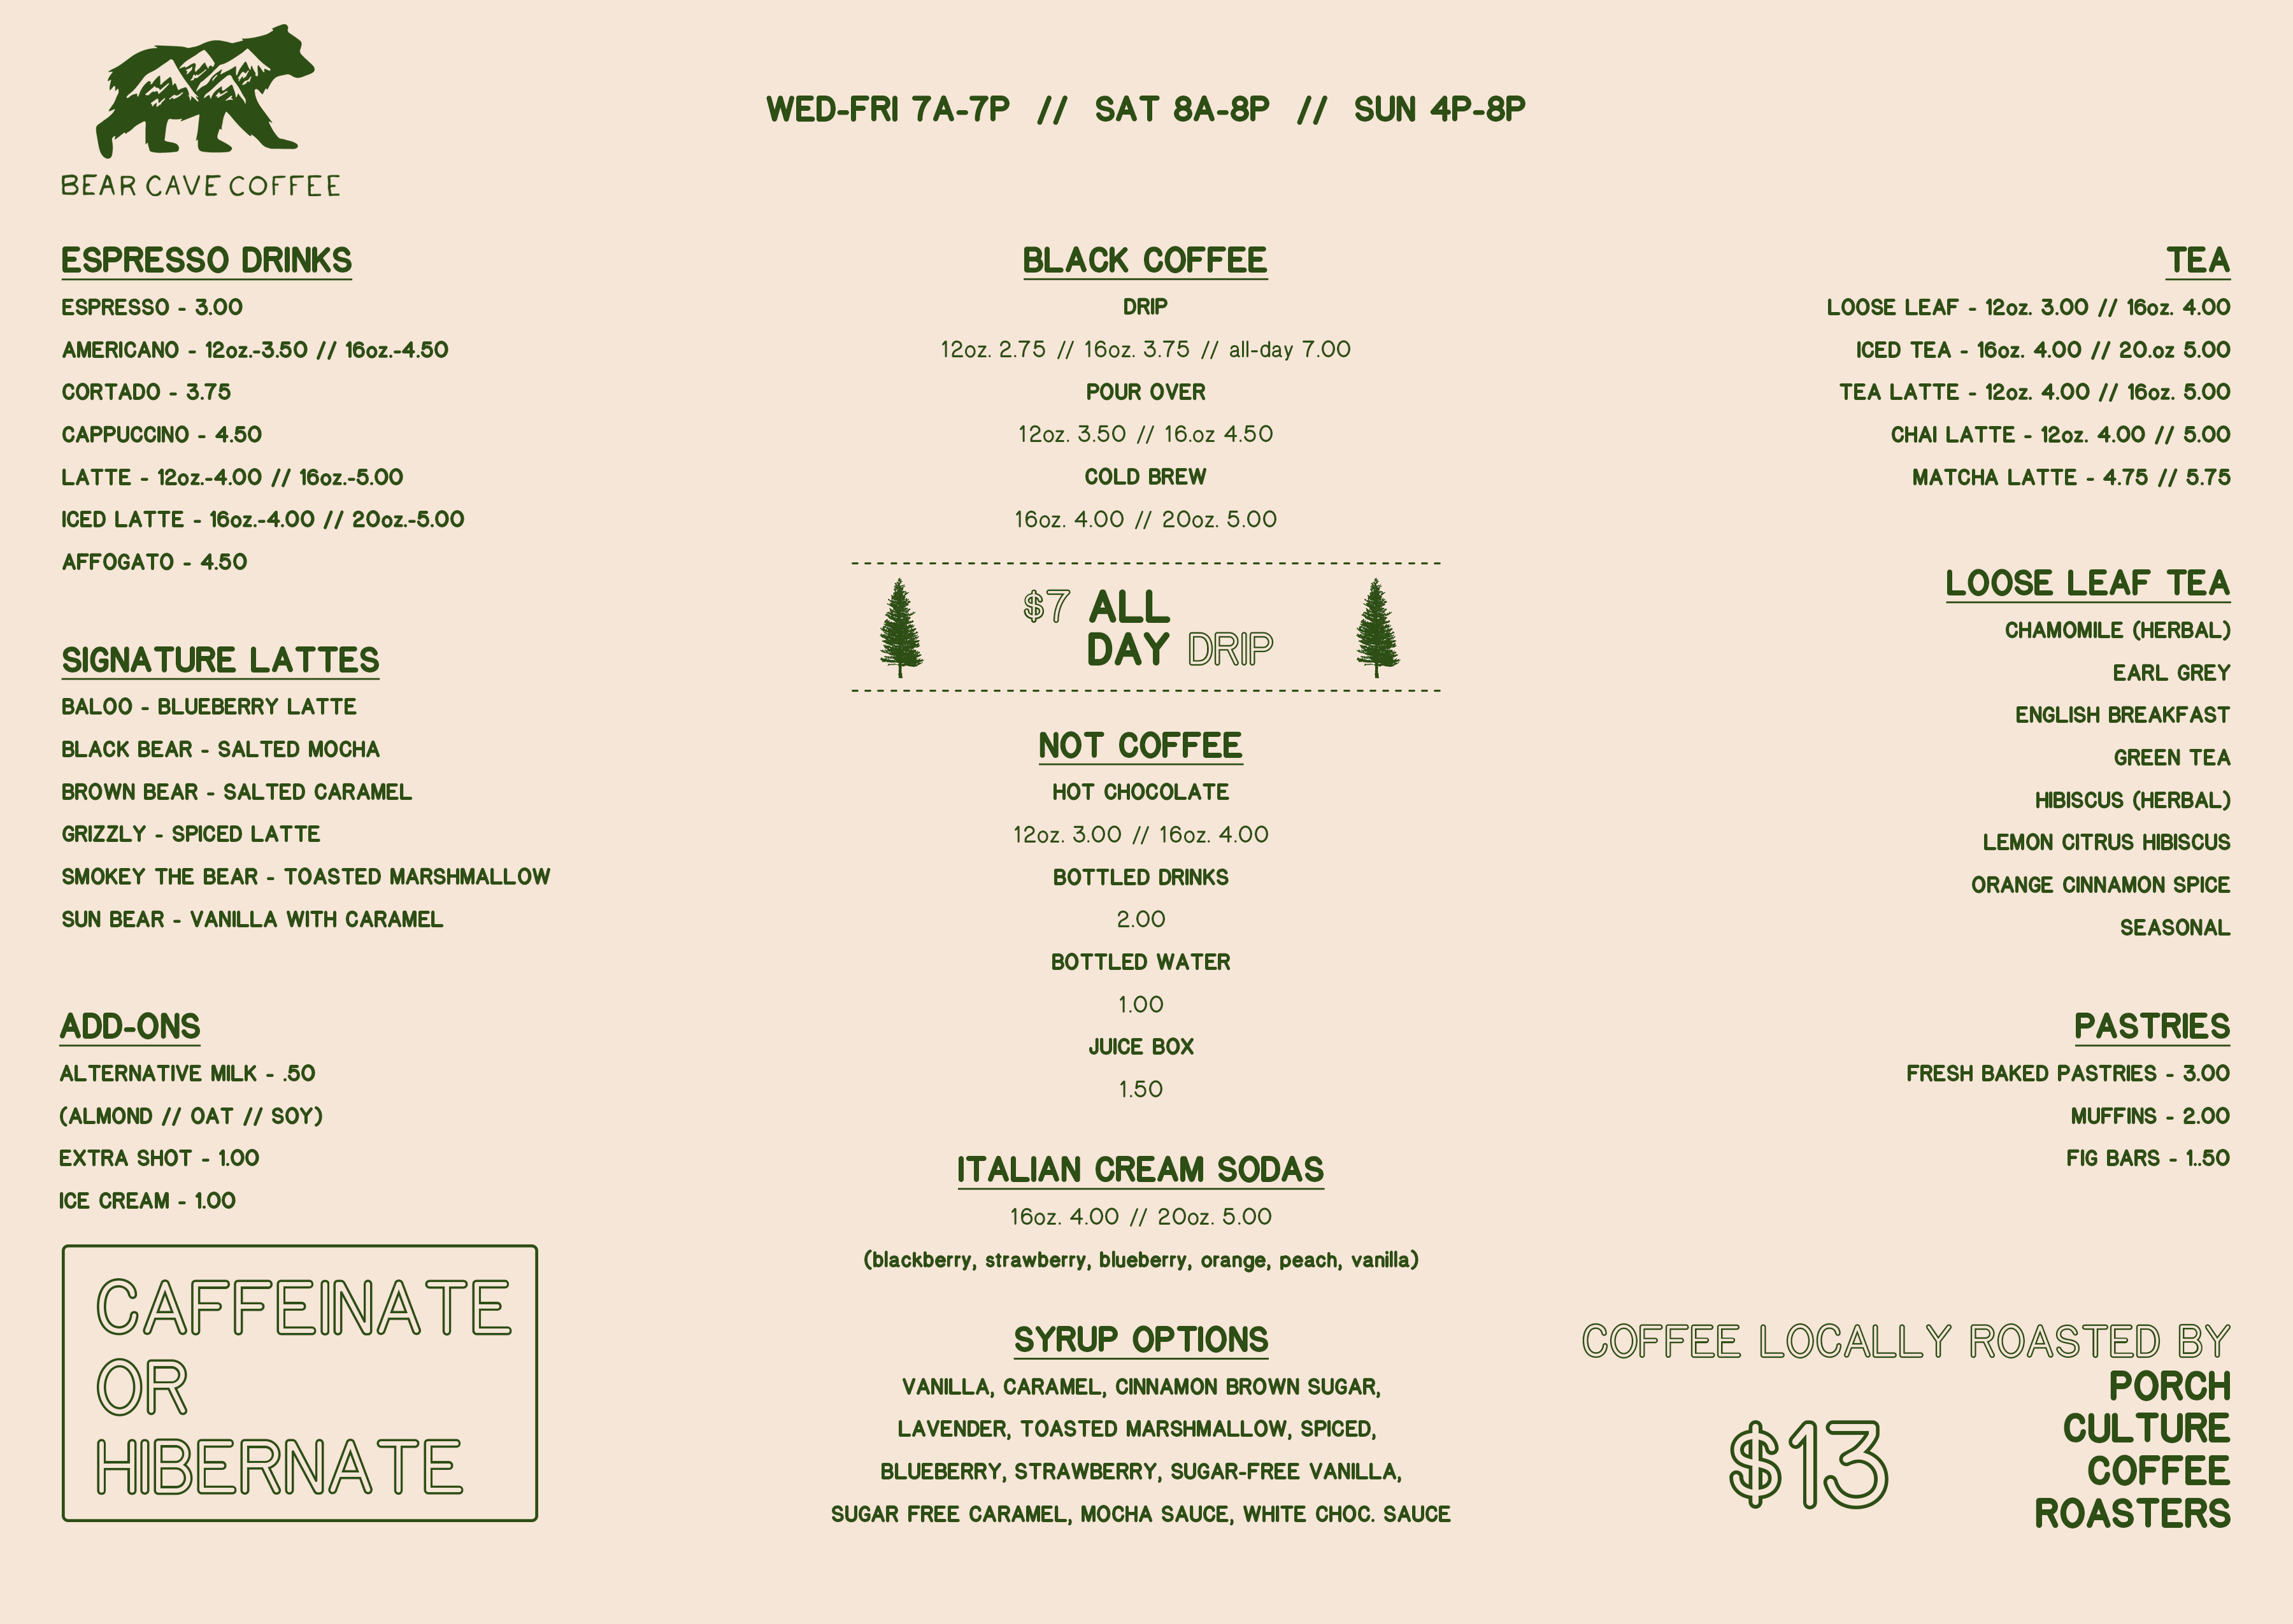 BEAR CAVE COFFEE
WED-FRI 7A-7P // SAT 8A-8P // SUN 4P-8P
ESPRESSO DRINKS
ESPRESSO - 3.00
AMERICANO - 12oz.-3.50 // 16oz.-4.50
CORTADO - 3.75
CAPPUCCINO - 4.50
LATTE - 12oz.-4.00 // 16oz.-5.00
ICED LATTE - 16oz.-4.00 // 20oz.-5.00
AFFOGATO - 4.50
SIGNATURE LATTES
BALOO - BLUEBERRY LATTE
BLACK BEAR - SALTED MOCHA
BROWN BEAR - SALTED CARAMEL
GRIZZLY - SPICED LATTE
SMOKEY THE BEAR - TOASTED MARSHMALLOW
SUN BEAR - VANILLA WITH CARAMEL
ADD-ONS
ALTERNATIVE MILK - .50
(ALMOND // OAT // SOY)
EXTRA SHOT - 1.00
ICE CREAM - 1.00
CAFFEINATE
OR
HIBERNATE
BLACK COFFEE
DRIP
12oz. 2.75 // 16oz. 3.75 // all-day 7.00
POUR OVER
12oz. 3.50 // 16.oz 4.50
COLD BREW
16oz. 4.00 // 20oz. 5.00
$7 ALL
DAY DRIP
NOT COFFEE
HOT CHOCOLATE
12oz. 3.00 // 16oz. 4.00
BOTTLED DRINKS
2.00
BOTTLED WATER
1.00
JUICE BOX
1.50
ITALIAN CREAM SODAS
16oz. 4.00 // 20oz. 5.00
(blackberry, strawberry, blueberry, orange, peach, vanilla)
SYRUP OPTIONS
VANILLA, CARAMEL, CINNAMON BROWN SUGAR,
LAVENDER, TOASTED MARSHMALLOW, SPICED,
BLUEBERRY, STRAWBERRY, SUGAR-FREE VANILLA,
SUGAR FREE CARAMEL, MOCHA SAUCE, WHITE CHOC. SAUCE
TEA
LOOSE LEAF - 12oz. 3.00 // 16oz. 4.00
ICED TEA - 16oz. 4.00 // 20.oz 5.00
TEA LATTE - 12oz. 4.00 // 16oz. 5.00
CHAI LATTE - 12oz. 4.00 // 5.00
MATCHA LATTE - 4.75 // 5.75
LOOSE LEAF TEA
CHAMOMILE (HERBAL)
EARL GREY
ENGLISH BREAKFAST
GREEN TEA
HIBISCUS (HERBAL)
LEMON CITRUS HIBISCUS
ORANGE CINNAMON SPICE
SEASONAL
PASTRIES
FRESH BAKED PASTRIES - 3.00
MUFFINS - 2.00
FIG BARS - 1..50
COFFEE LOCALLY ROASTED BY
PORCH
CULTURE
COFFEE
ROASTERS
$13